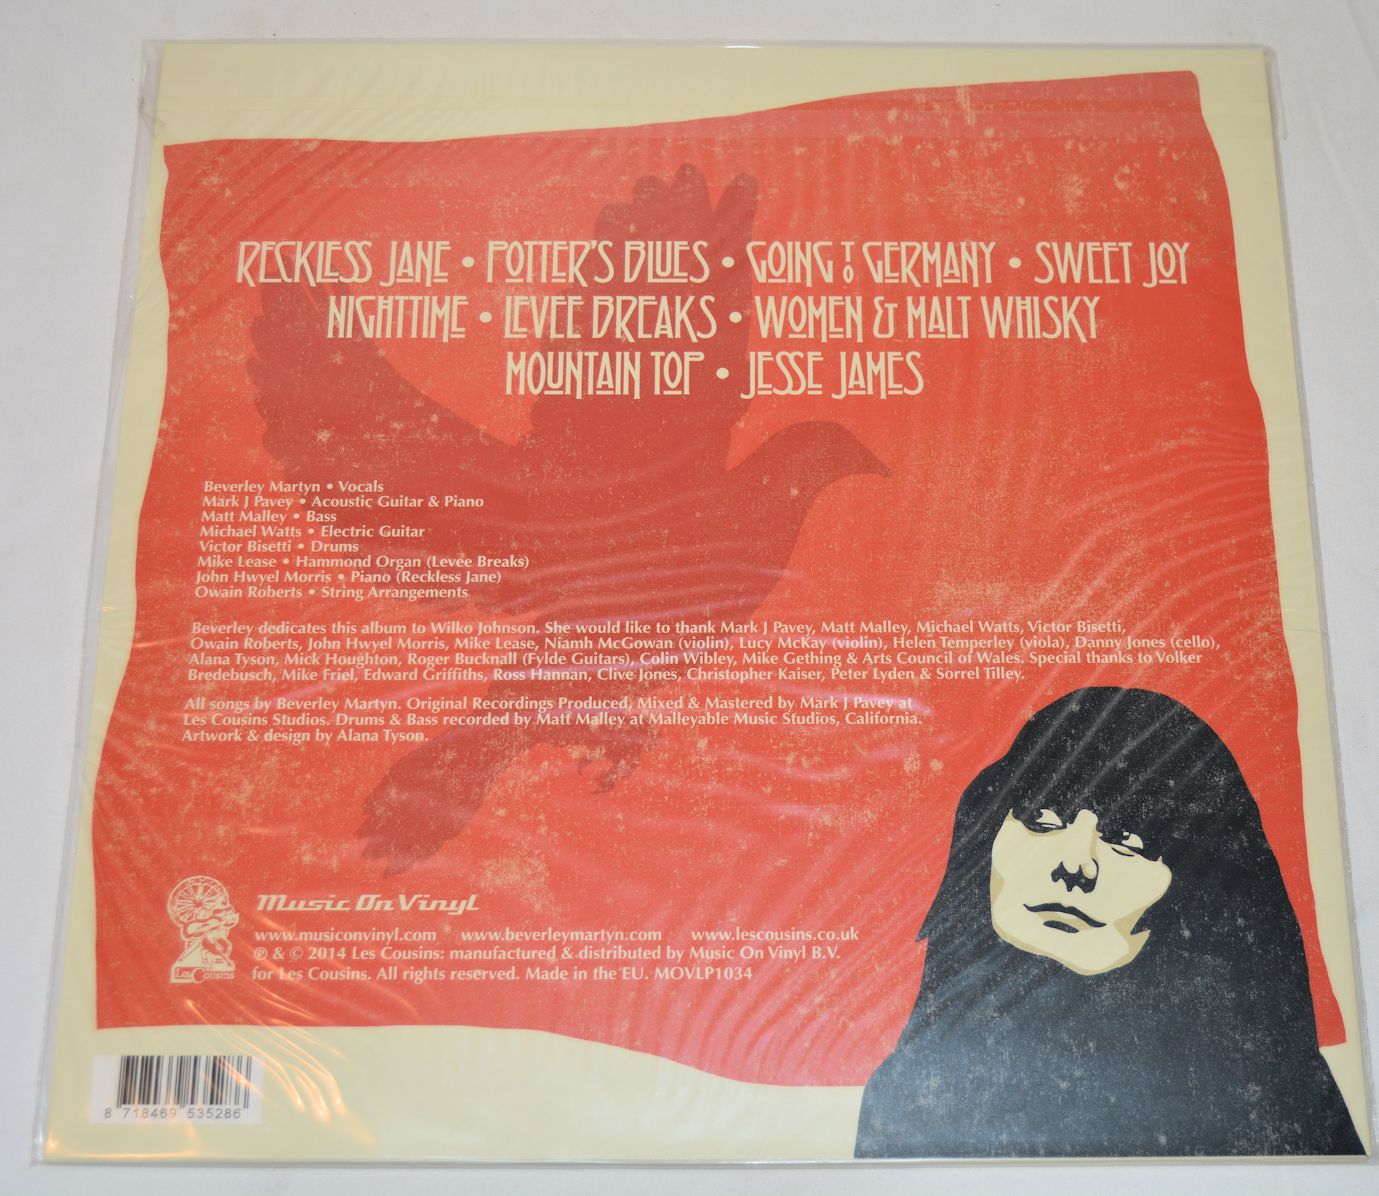 RECKLESS JANE • POTTER'S BLUES • GOING TO GERMANY • SWEET JOY
NIGHTTIME • LEVEE BREAKS • WOMEN & MALT WHISKY
MOUNTAIN TOP • JESSE JAMES
Beverley Martyn • Vocals
Mark J Pavey • Acoustic Guitar & Piano
Matt Malley • Bass
Michael Watts • Electric Guitar
Victor Bisetti • Drums
Mike Lease • Hammond Organ (Levee Breaks)
John Hwyel Morris • Piano (Reckless Jane)
Owain Roberts • String Arrangements
Beverley dedicates this album to Wilko Johnson. She would like to thank Mark J Pavey, Matt Malley, Michael Watts, Victor Bisetti,
Owain Roberts, John Hwyel Morris, Mike Lease, Niamh McGowan (violin), Lucy McKay (violin), Helen Temperley (viola), Danny Jones (cello),
Alana Tyson, Mick Houghton, Roger Bucknall (Fylde Guitars), Colin Wibley, Mike Gething & Arts Council of Wales. Special thanks to Volker
Bredebusch, Mike Friel, Edward Griffiths, Ross Hannan, Clive Jones, Christopher Kaiser, Peter Lyden & Sorrel Tilley.
All songs by Beverley Martyn. Original Recordings Produced, Mixed & Mastered by Mark J Pavey at
Les Cousins Studios. Drums & Bass recorded by Matt Malley at Malleyable Music Studios, California.
Artwork & design by Alana Tyson.
Les Cousins
Music On Vinyl
www.musiconvinyl.com www.beverleymartyn.com www.lescousins.co.uk
℗ & © 2014 Les Cousins: manufactured & distributed by Music On Vinyl B.V.
for Les Cousins. All rights reserved. Made in the EU. MOVLP1034
8 718469 535286